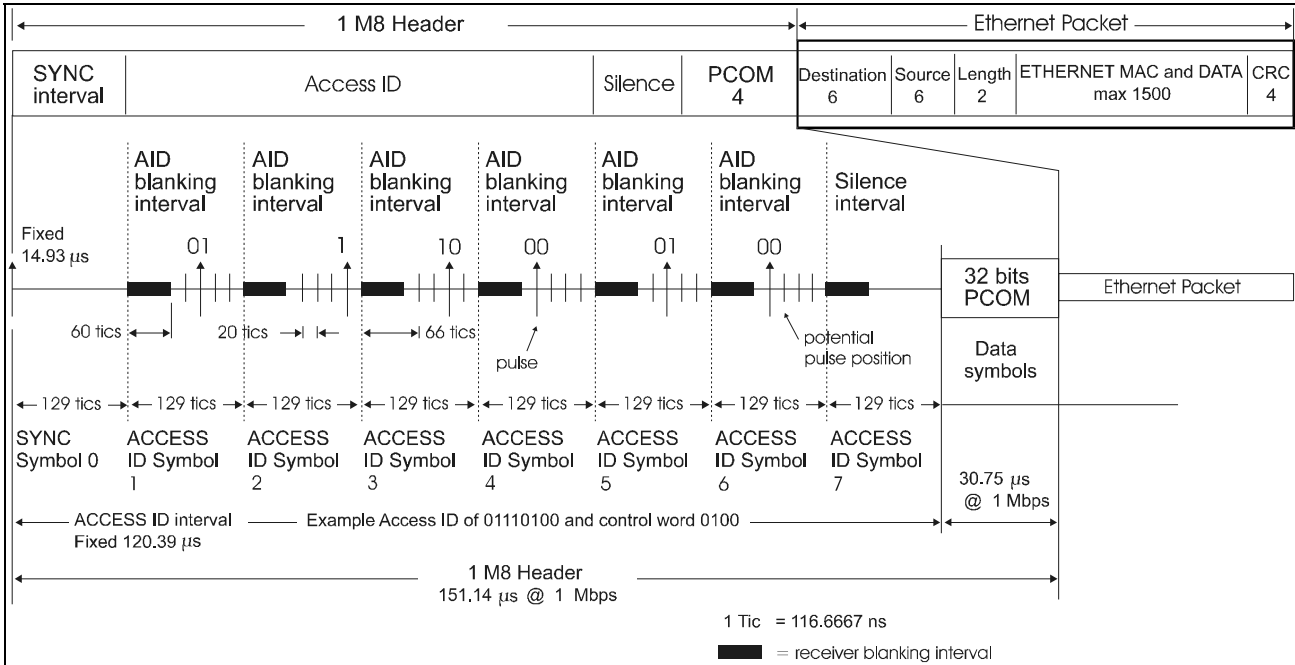 1 M8 Header
Ethernet Packet
SYNC
interval
Access ID
Silence
PCOM
4
Destination
6
Source
6
Length
2
ETHERNET MAC and DATA
max 1500
CRC
4
AID
blanking
interval
AID
blanking
interval
AID
blanking
interval
AID
blanking
interval
AID
blanking
interval
AID
blanking
interval
Silence
interval
Fixed
14.93 µs
01
1
10
00
01
00
32 bits
PCOM
Ethernet Packet
60 tics
20 tics
66 tics
pulse
potential
pulse position
Data
symbols
129 tics
129 tics
129 tics
129 tics
129 tics
129 tics
129 tics
129 tics
SYNC
Symbol 0
ACCESS
ID Symbol
1
ACCESS
ID Symbol
2
ACCESS
ID Symbol
3
ACCESS
ID Symbol
4
ACCESS
ID Symbol
5
ACCESS
ID Symbol
6
ACCESS
ID Symbol
7
30.75 µs
@ 1 Mbps
ACCESS ID interval
Fixed 120.39 µs
Example Access ID of 01110100 and control word 0100
1 M8 Header
151.14 µs @ 1 Mbps
1 Tic = 116.6667 ns
= receiver blanking interval